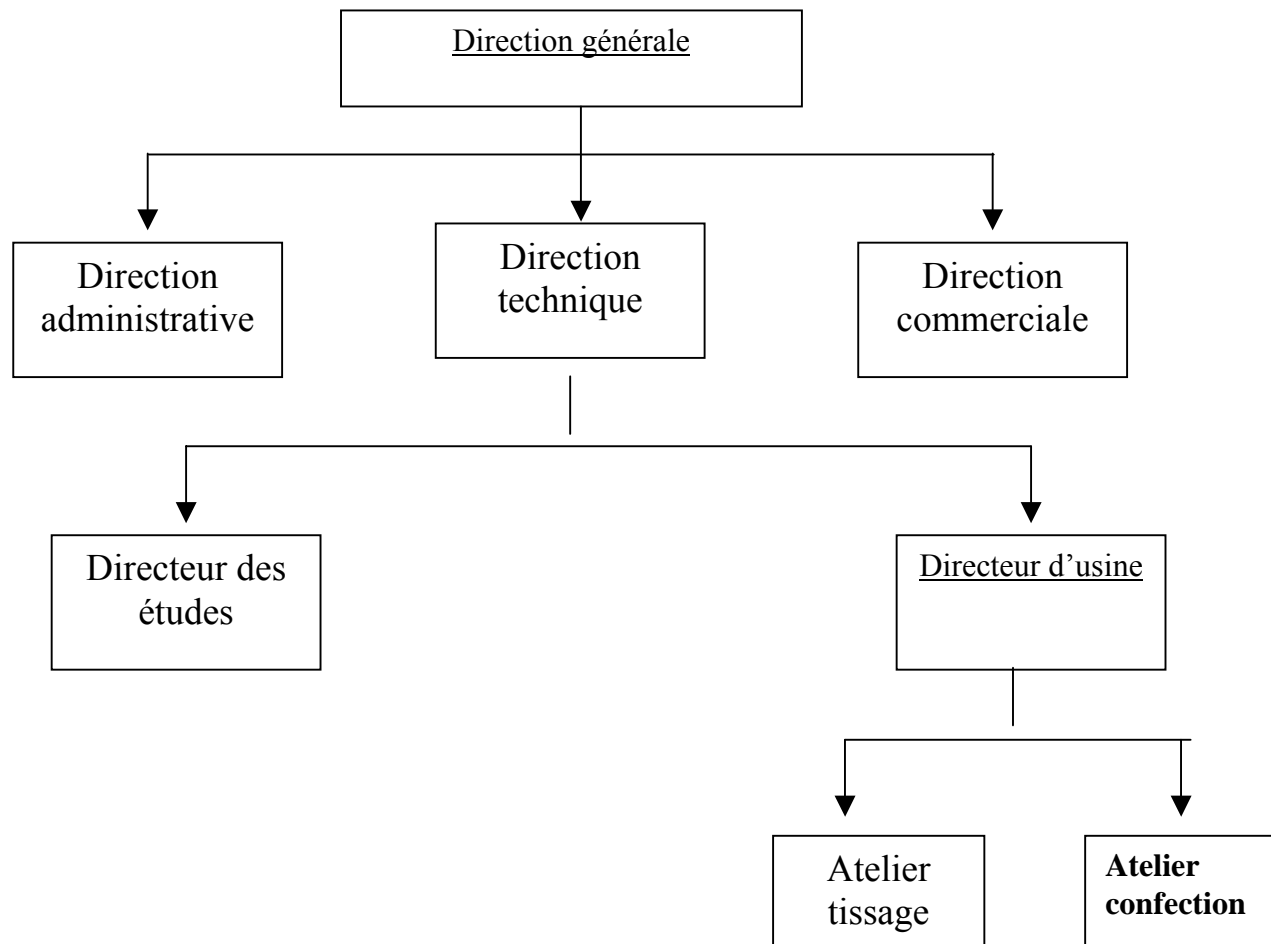 Direction générale
Direction
administrative
Direction
technique
Direction
commerciale
Directeur des
études
Directeur d’usine
Atelier
tissage
Atelier
confection